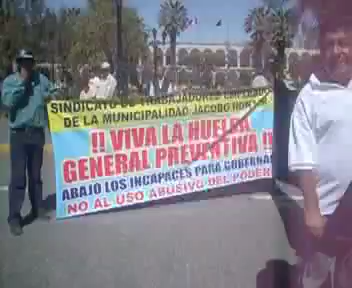 SINDICATO DE TRABAJADORES EMPLEADOS
DE LA MUNICIPALIDAD JACOBO HUNTER
!! VIVA LA HUELGA
GENERAL PREVENTIVA !!
ABAJO LOS INCAPACES PARA GOBERNAR
NO AL USO ABUSIVO DEL PODER